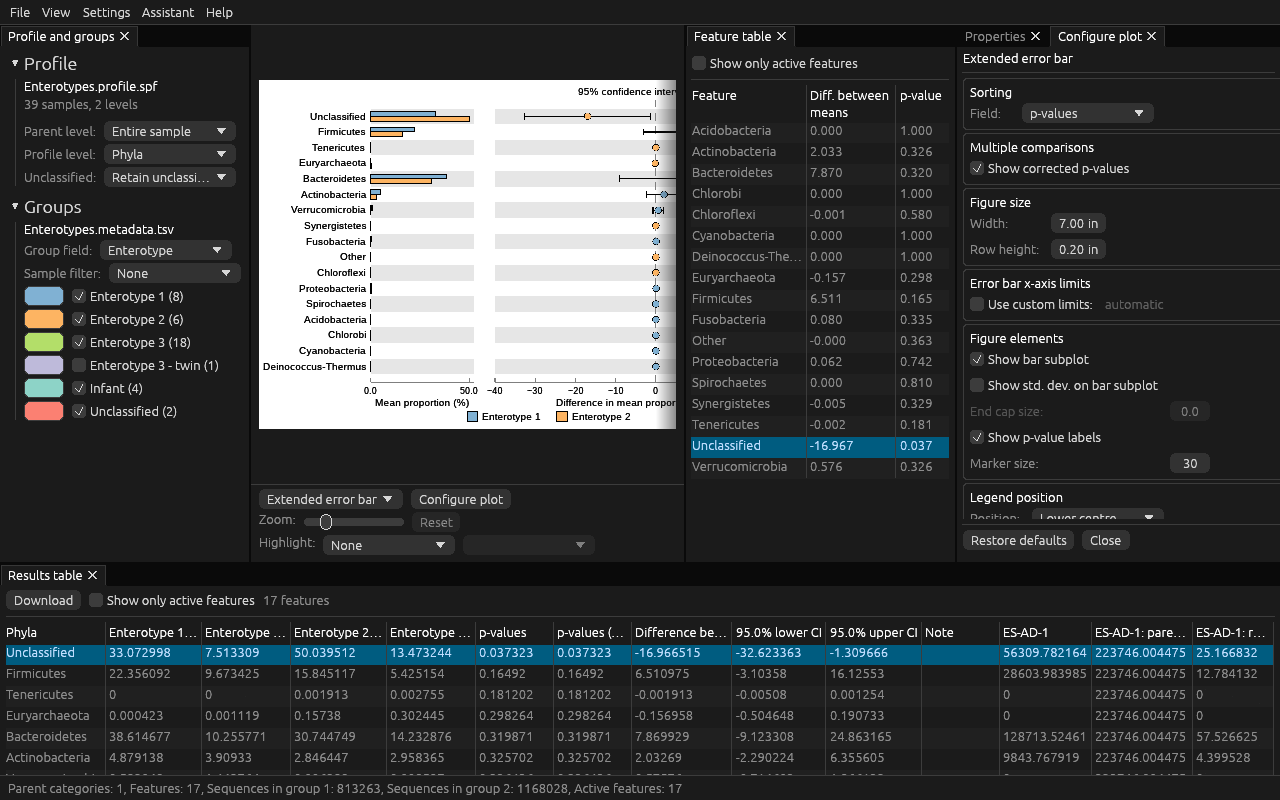 File View Settings Assistant Help
Profile and groups
Profile
Enterotypes.profile.spf
39 samples, 2 levels
Parent level: Entire sample
Profile level: Phyla
Unclassified: Retain unclassi...
Groups
Enterotypes.metadata.tsv
Group field: Enterotype
Sample filter: None
Enterotype 1 (8)
Enterotype 2 (6)
Enterotype 3 (18)
Enterotype 3 - twin (1)
Infant (4)
Unclassified (2)
95% confidence interv
Unclassified
Firmicutes
Tenericutes
Euryarchaeota
Bacteroidetes
Actinobacteria
Verrucomicrobia
Synergistetes
Fusobacteria
Other
Chloroflexi
Proteobacteria
Spirochaetes
Acidobacteria
Chlorobi
Cyanobacteria
Deinococcus-Thermus
0.0 50.0 −40 −30 −20 −10 0
Mean proportion (%) Difference in mean propor
Enterotype 1 Enterotype 2
Extended error bar Configure plot
Zoom: Reset
Highlight: None
Feature table
Show only active features
Feature Diff. between means p-value
Acidobacteria 0.000 1.000
Actinobacteria 2.033 0.326
Bacteroidetes 7.870 0.320
Chlorobi 0.000 1.000
Chloroflexi -0.001 0.580
Cyanobacteria 0.000 1.000
Deinococcus-The... 0.000 1.000
Euryarchaeota -0.157 0.298
Firmicutes 6.511 0.165
Fusobacteria 0.080 0.335
Other -0.000 0.363
Proteobacteria 0.062 0.742
Spirochaetes 0.000 0.810
Synergistetes -0.005 0.329
Tenericutes -0.002 0.181
Unclassified -16.967 0.037
Verrucomicrobia 0.576 0.326
Properties Configure plot
Extended error bar
Sorting
Field: p-values
Multiple comparisons
Show corrected p-values
Figure size
Width: 7.00 in
Row height: 0.20 in
Error bar x-axis limits
Use custom limits: automatic
Figure elements
Show bar subplot
Show std. dev. on bar subplot
End cap size: 0.0
Show p-value labels
Marker size: 30
Legend position
Position: Lower centre
Restore defaults Close
Results table
Download Show only active features 17 features
Phyla Enterotype 1... Enterotype ... Enterotype 2... Enterotype ... p-values p-values (... Difference be... 95.0% lower CI 95.0% upper CI Note ES-AD-1 ES-AD-1: pare... ES-AD-1: r...
Unclassified 33.072998 7.513309 50.039512 13.473244 0.037323 0.037323 -16.966515 -32.623363 -1.309666 56309.782164 223746.004475 25.166832
Firmicutes 22.356092 9.673425 15.845117 5.425154 0.16492 0.16492 6.510975 -3.10358 16.12553 28603.983985 223746.004475 12.784132
Tenericutes 0 0 0.001913 0.002755 0.181202 0.181202 -0.001913 -0.00508 0.001254 0 223746.004475 0
Euryarchaeota 0.000423 0.001119 0.15738 0.302445 0.298264 0.298264 -0.156958 -0.504648 0.190733 0 223746.004475 0
Bacteroidetes 38.614677 10.255771 30.744749 14.232876 0.319871 0.319871 7.869929 -9.123308 24.863165 128713.52461 223746.004475 57.526625
Actinobacteria 4.879138 3.90933 2.846447 2.958365 0.325702 0.325702 2.03269 -2.290224 6.355605 9843.767919 223746.004475 4.399528
Parent categories: 1, Features: 17, Sequences in group 1: 813263, Sequences in group 2: 1168028, Active features: 17